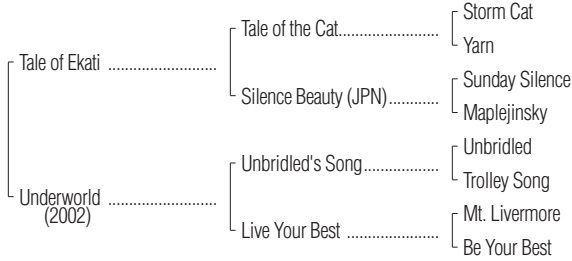 Storm Cat
Tale of the Cat..................
Yarn
Tale of Ekati ....................
Sunday Silence
Silence Beauty (JPN)...........
Maplejinsky
Unbridled
Unbridled's Song...............
Trolley Song
Underworld ....................
(2002)
Mt. Livermore
Live Your Best .................
Be Your Best